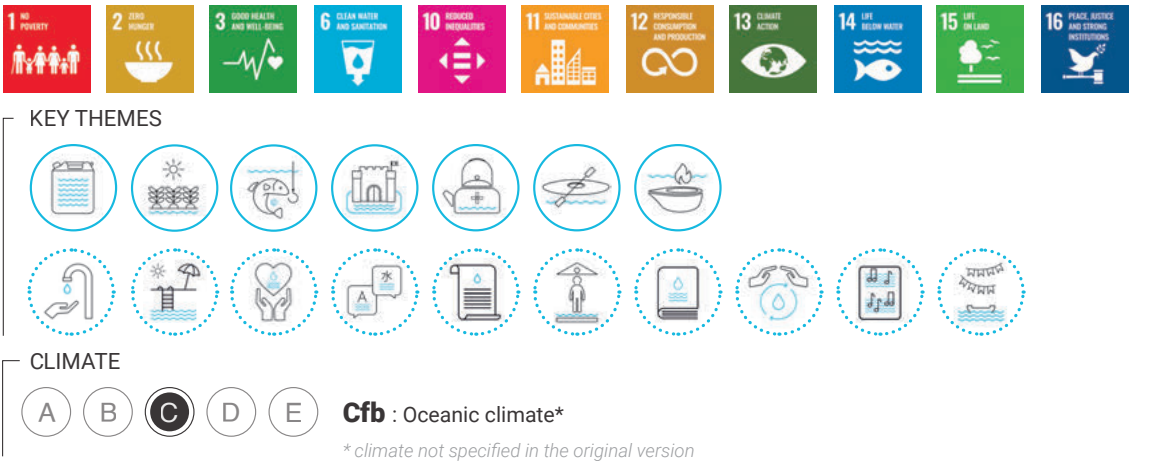 1 NO POVERTY
2 ZERO HUNGER
3 GOOD HEALTH AND WELL-BEING
6 CLEAN WATER AND SANITATION
10 REDUCED INEQUALITIES
11 SUSTAINABLE CITIES AND COMMUNITIES
12 RESPONSIBLE CONSUMPTION AND PRODUCTION
13 CLIMATE ACTION
14 LIFE BELOW WATER
15 LIFE ON LAND
16 PEACE, JUSTICE AND STRONG INSTITUTIONS
KEY THEMES
A 水
CLIMATE
A B C D E Cfb : Oceanic climate*
* climate not specified in the original version